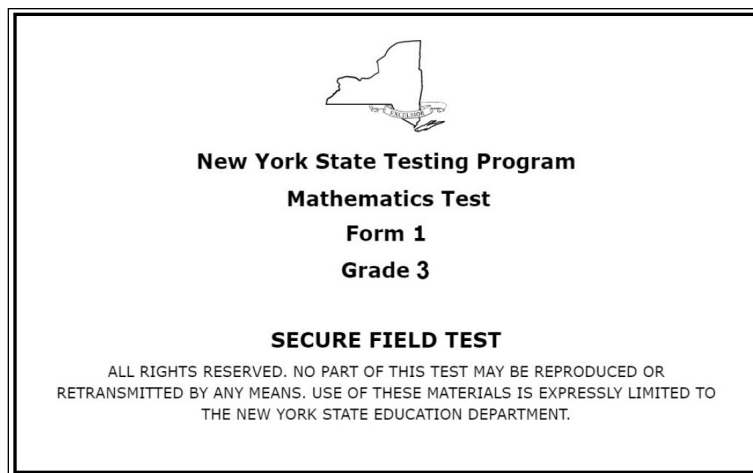 EXCELSIOR
New York State Testing Program
Mathematics Test
Form 1
Grade 3
SECURE FIELD TEST
ALL RIGHTS RESERVED. NO PART OF THIS TEST MAY BE REPRODUCED OR
RETRANSMITTED BY ANY MEANS. USE OF THESE MATERIALS IS EXPRESSLY LIMITED TO
THE NEW YORK STATE EDUCATION DEPARTMENT.